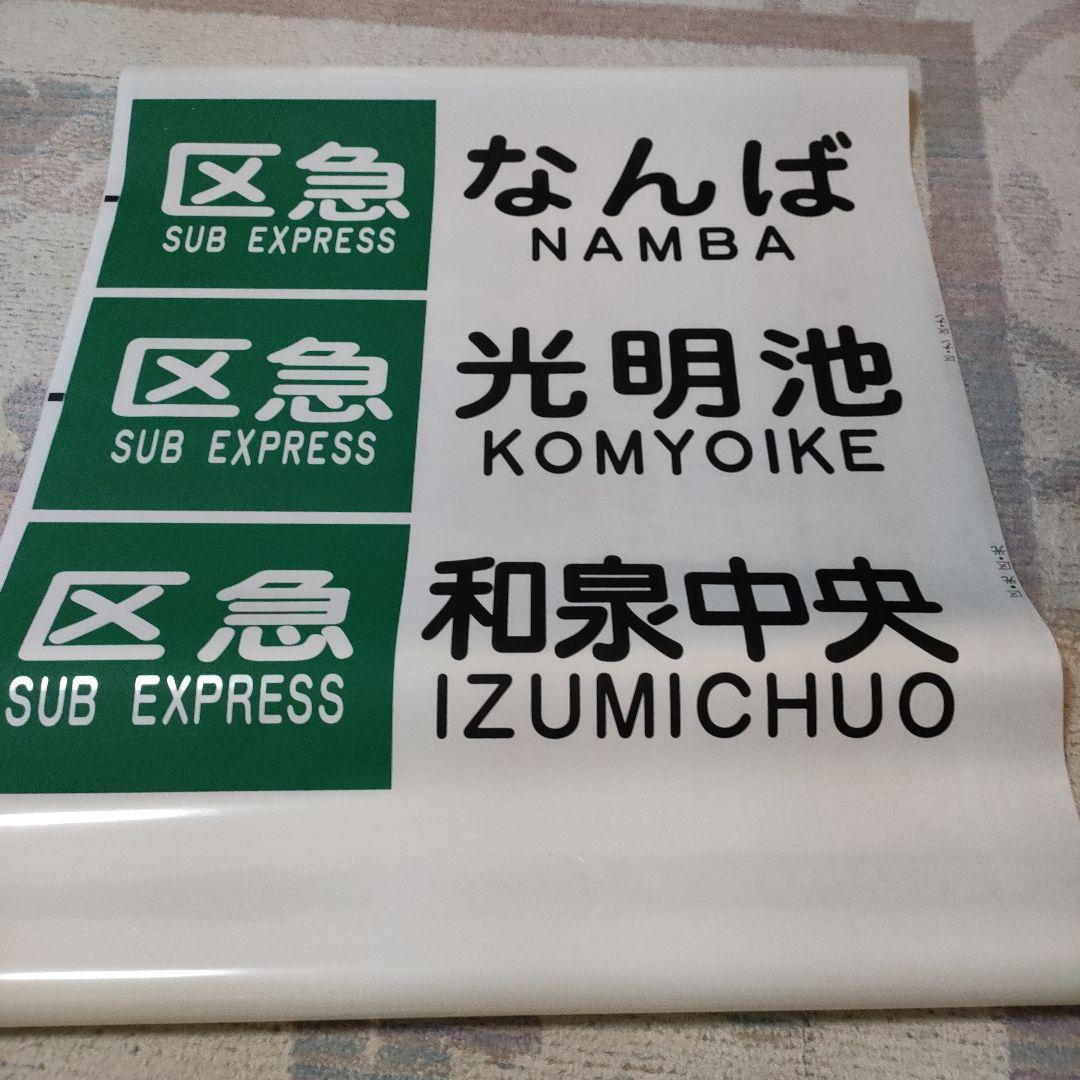 区急 なんば
SUB EXPRESS NAMBA
区急 光明池
SUB EXPRESS KOMYOIKE
区急 和泉中央
SUB EXPRESS IZUMICHUO